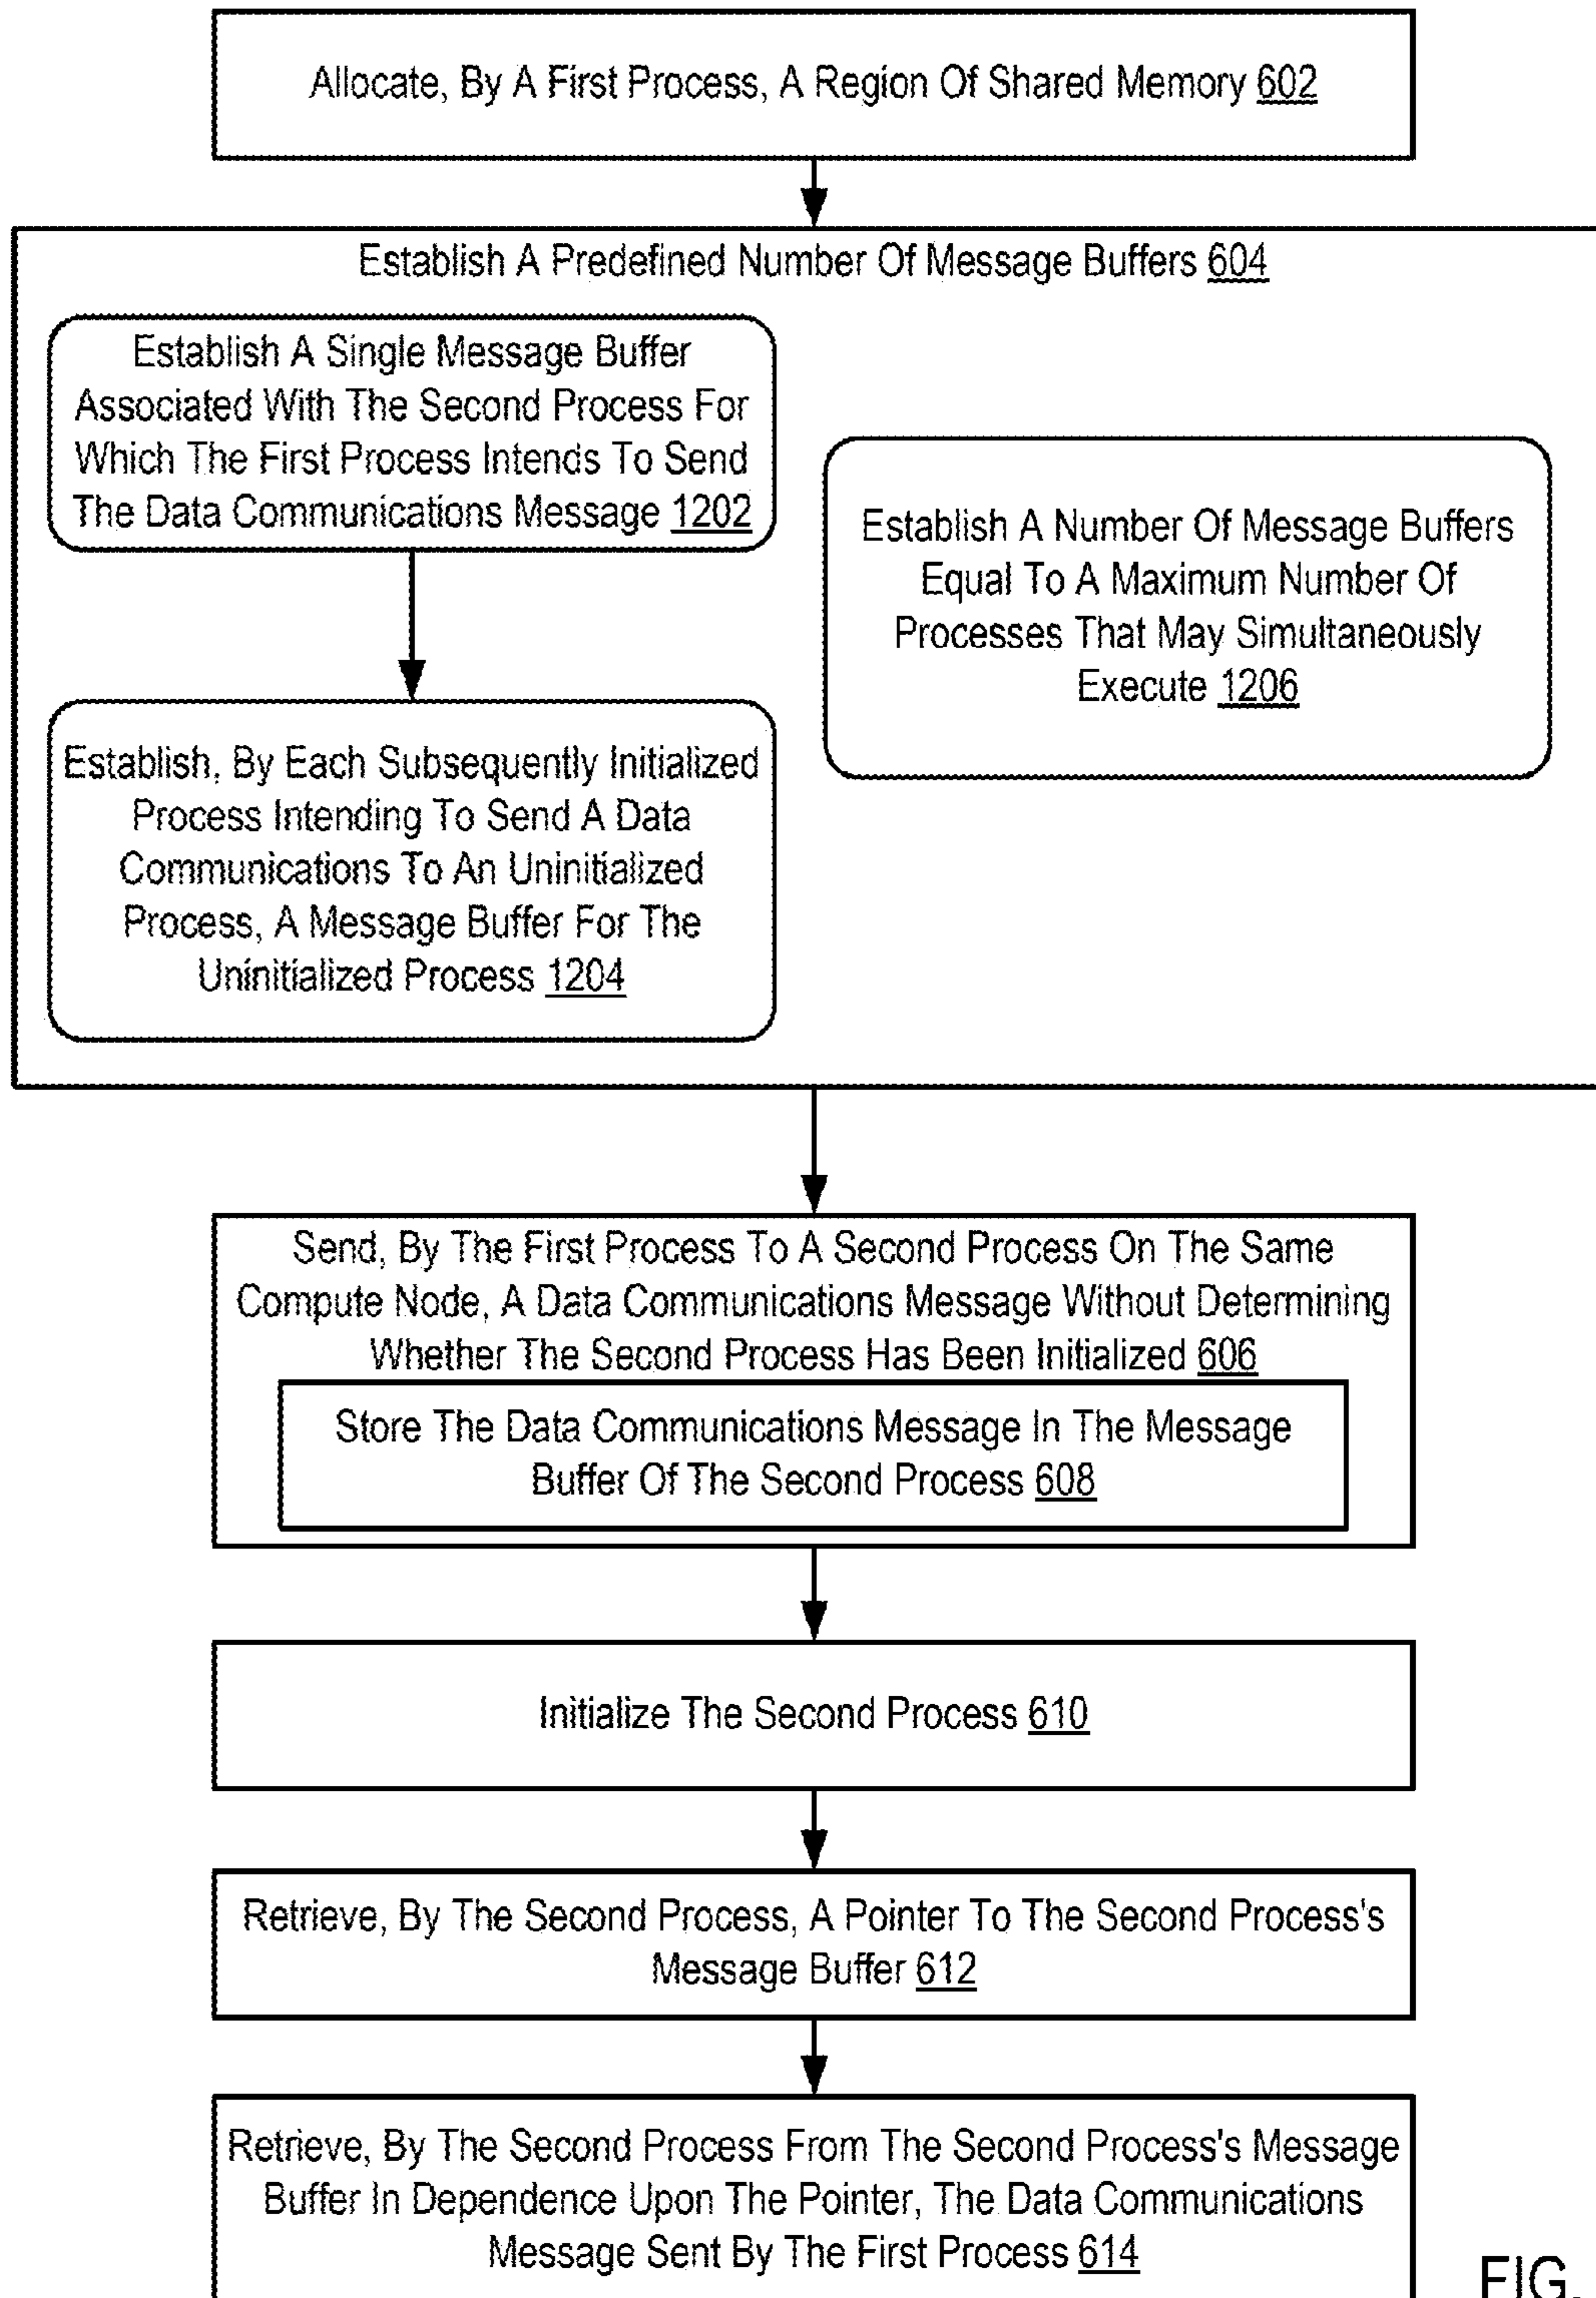 Allocate, By A First Process, A Region Of Shared Memory 602
Establish A Predefined Number Of Message Buffers 604
Establish A Single Message Buffer
Associated With The Second Process For
Which The First Process Intends To Send
The Data Communications Message 1202
Establish A Number Of Message Buffers
Equal To A Maximum Number Of
Processes That May Simultaneously
Execute 1206
Establish, By Each Subsequently Initialized
Process Intending To Send A Data
Communications To An Uninitialized
Process, A Message Buffer For The
Uninitialized Process 1204
Send, By The First Process To A Second Process On The Same
Compute Node, A Data Communications Message Without Determining
Whether The Second Process Has Been Initialized 606
Store The Data Communications Message In The Message
Buffer Of The Second Process 608
Initialize The Second Process 610
Retrieve, By The Second Process, A Pointer To The Second Process's
Message Buffer 612
Retrieve, By The Second Process From The Second Process's Message
Buffer In Dependence Upon The Pointer, The Data Communications
Message Sent By The First Process 614
FIG.